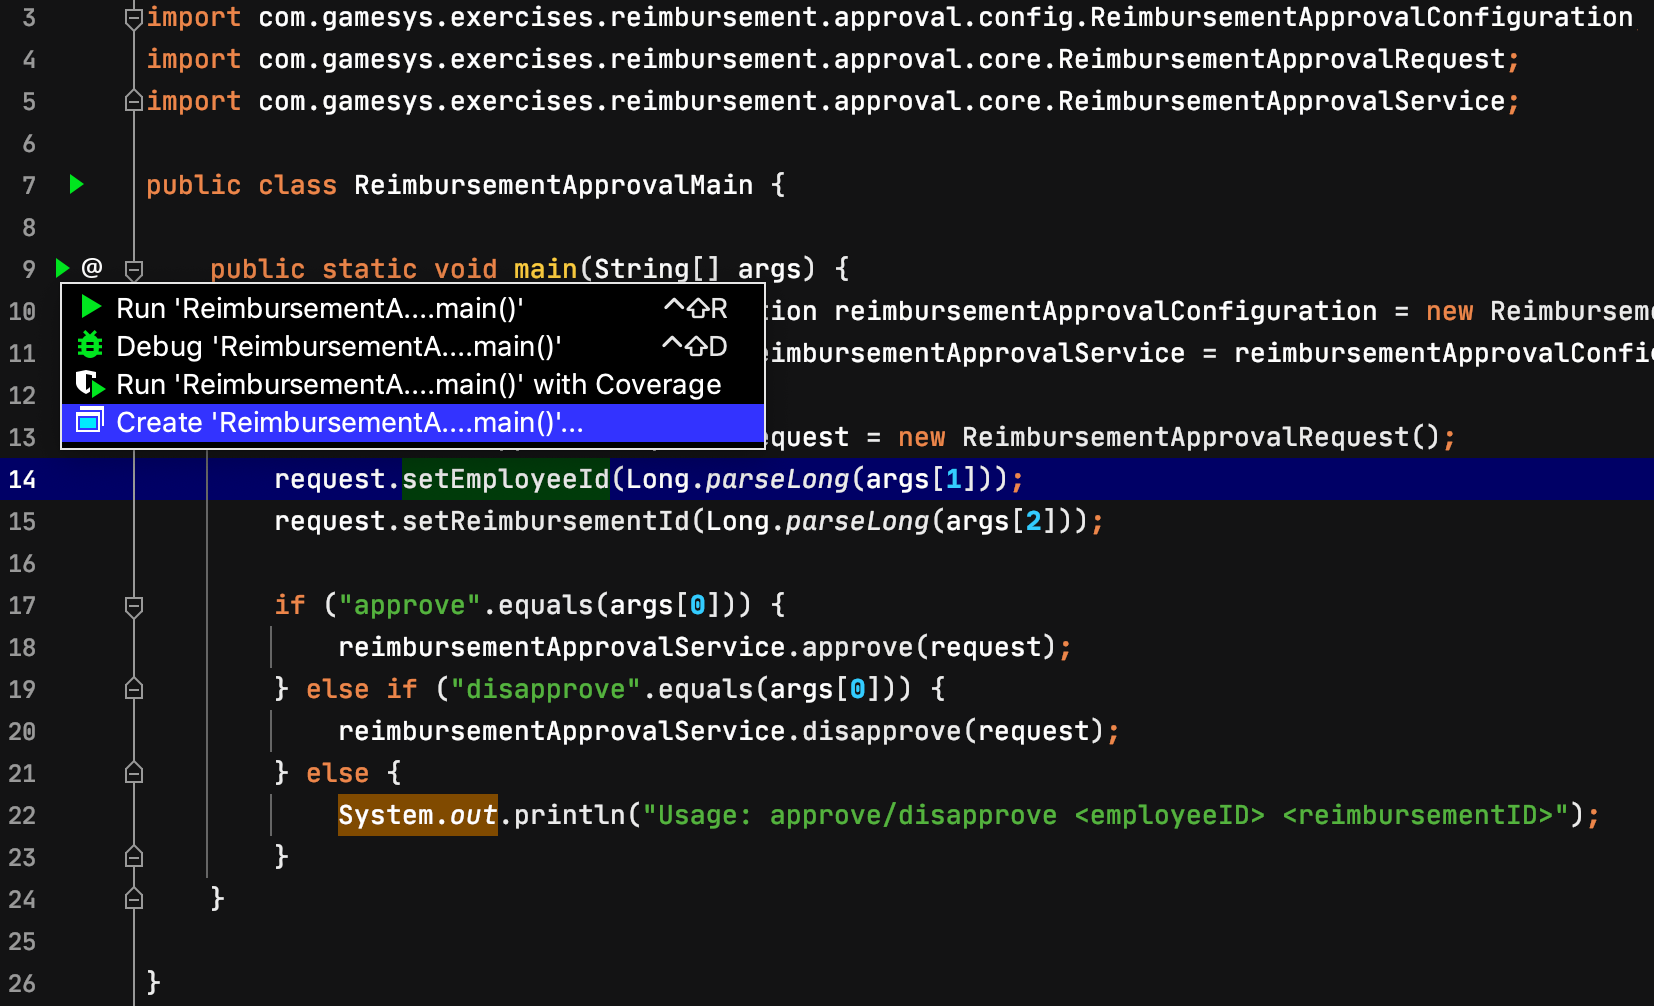 3 import com.gamesys.exercises.reimbursement.approval.config.ReimbursementApprovalConfiguration
4 import com.gamesys.exercises.reimbursement.approval.core.ReimbursementApprovalRequest;
5 import com.gamesys.exercises.reimbursement.approval.core.ReimbursementApprovalService;
6
7 public class ReimbursementApprovalMain {
8
9 @ public static void main(String[] args) {
Run 'ReimbursementA....main()' ^⇧R
Debug 'ReimbursementA....main()' ^⇧D
Run 'ReimbursementA....main()' with Coverage
Create 'ReimbursementA....main()'...
10 tion reimbursementApprovalConfiguration = new Reimbursem
11 eimbursementApprovalService = reimbursementApprovalConfi
12
13 equest = new ReimbursementApprovalRequest();
14 request.setEmployeeId(Long.parseLong(args[1]));
15 request.setReimbursementId(Long.parseLong(args[2]));
16
17 if ("approve".equals(args[0])) {
18 reimbursementApprovalService.approve(request);
19 } else if ("disapprove".equals(args[0])) {
20 reimbursementApprovalService.disapprove(request);
21 } else {
22 System.out.println("Usage: approve/disapprove <employeeID> <reimbursementID>");
23 }
24 }
25
26 }